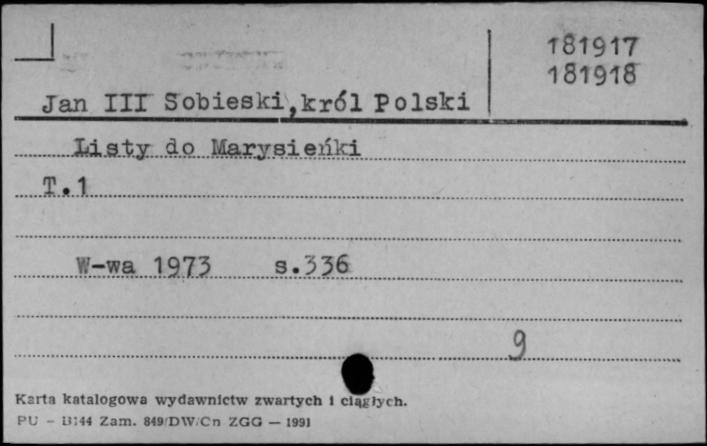 181917
181918
Jan III Sobieski,król Polski
Listy do Marysieńki
T.1
W-wa 1973 s.336
9
Karta katalogowa wydawnictw zwartych i ciągłych.
PU – B144 Zam. 849/DW/Cn ZGG — 1991